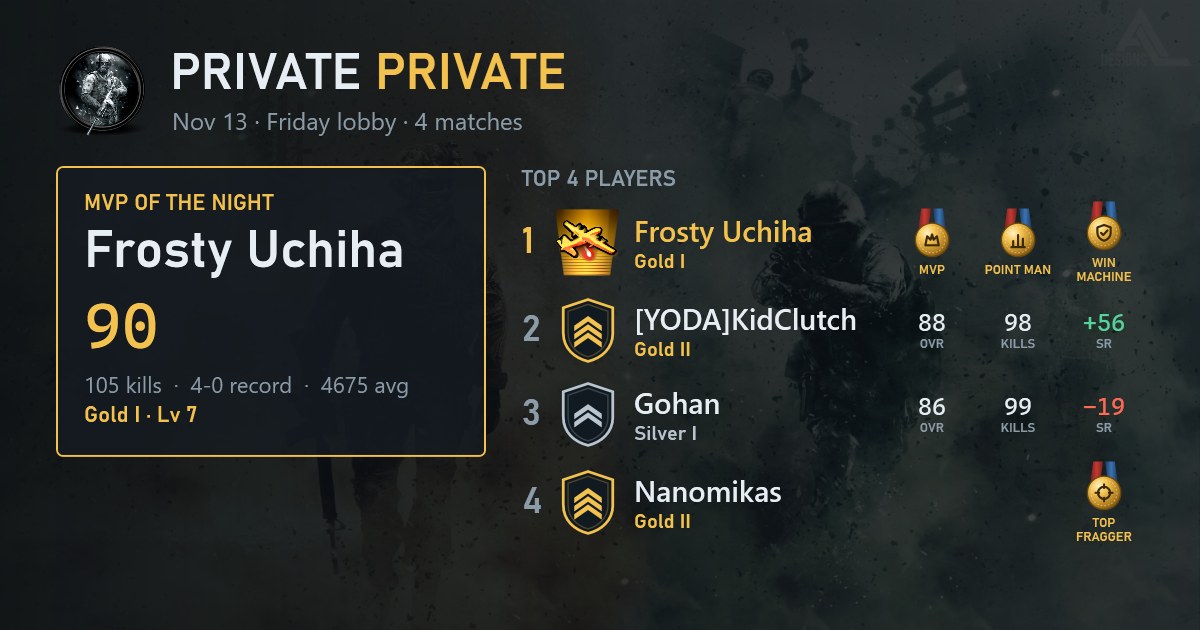 PRIVATE PRIVATE
Nov 13 · Friday lobby · 4 matches
MVP OF THE NIGHT
Frosty Uchiha
90
105 kills · 4-0 record · 4675 avg
Gold I · Lv 7
TOP 4 PLAYERS
1
Frosty Uchiha
Gold I
MVP
POINT MAN
WIN
MACHINE
2
[YODA]KidClutch
Gold II
88
OVR
98
KILLS
+56
SR
3
Gohan
Silver I
86
OVR
99
KILLS
−19
SR
4
Nanomikas
Gold II
TOP
FRAGGER